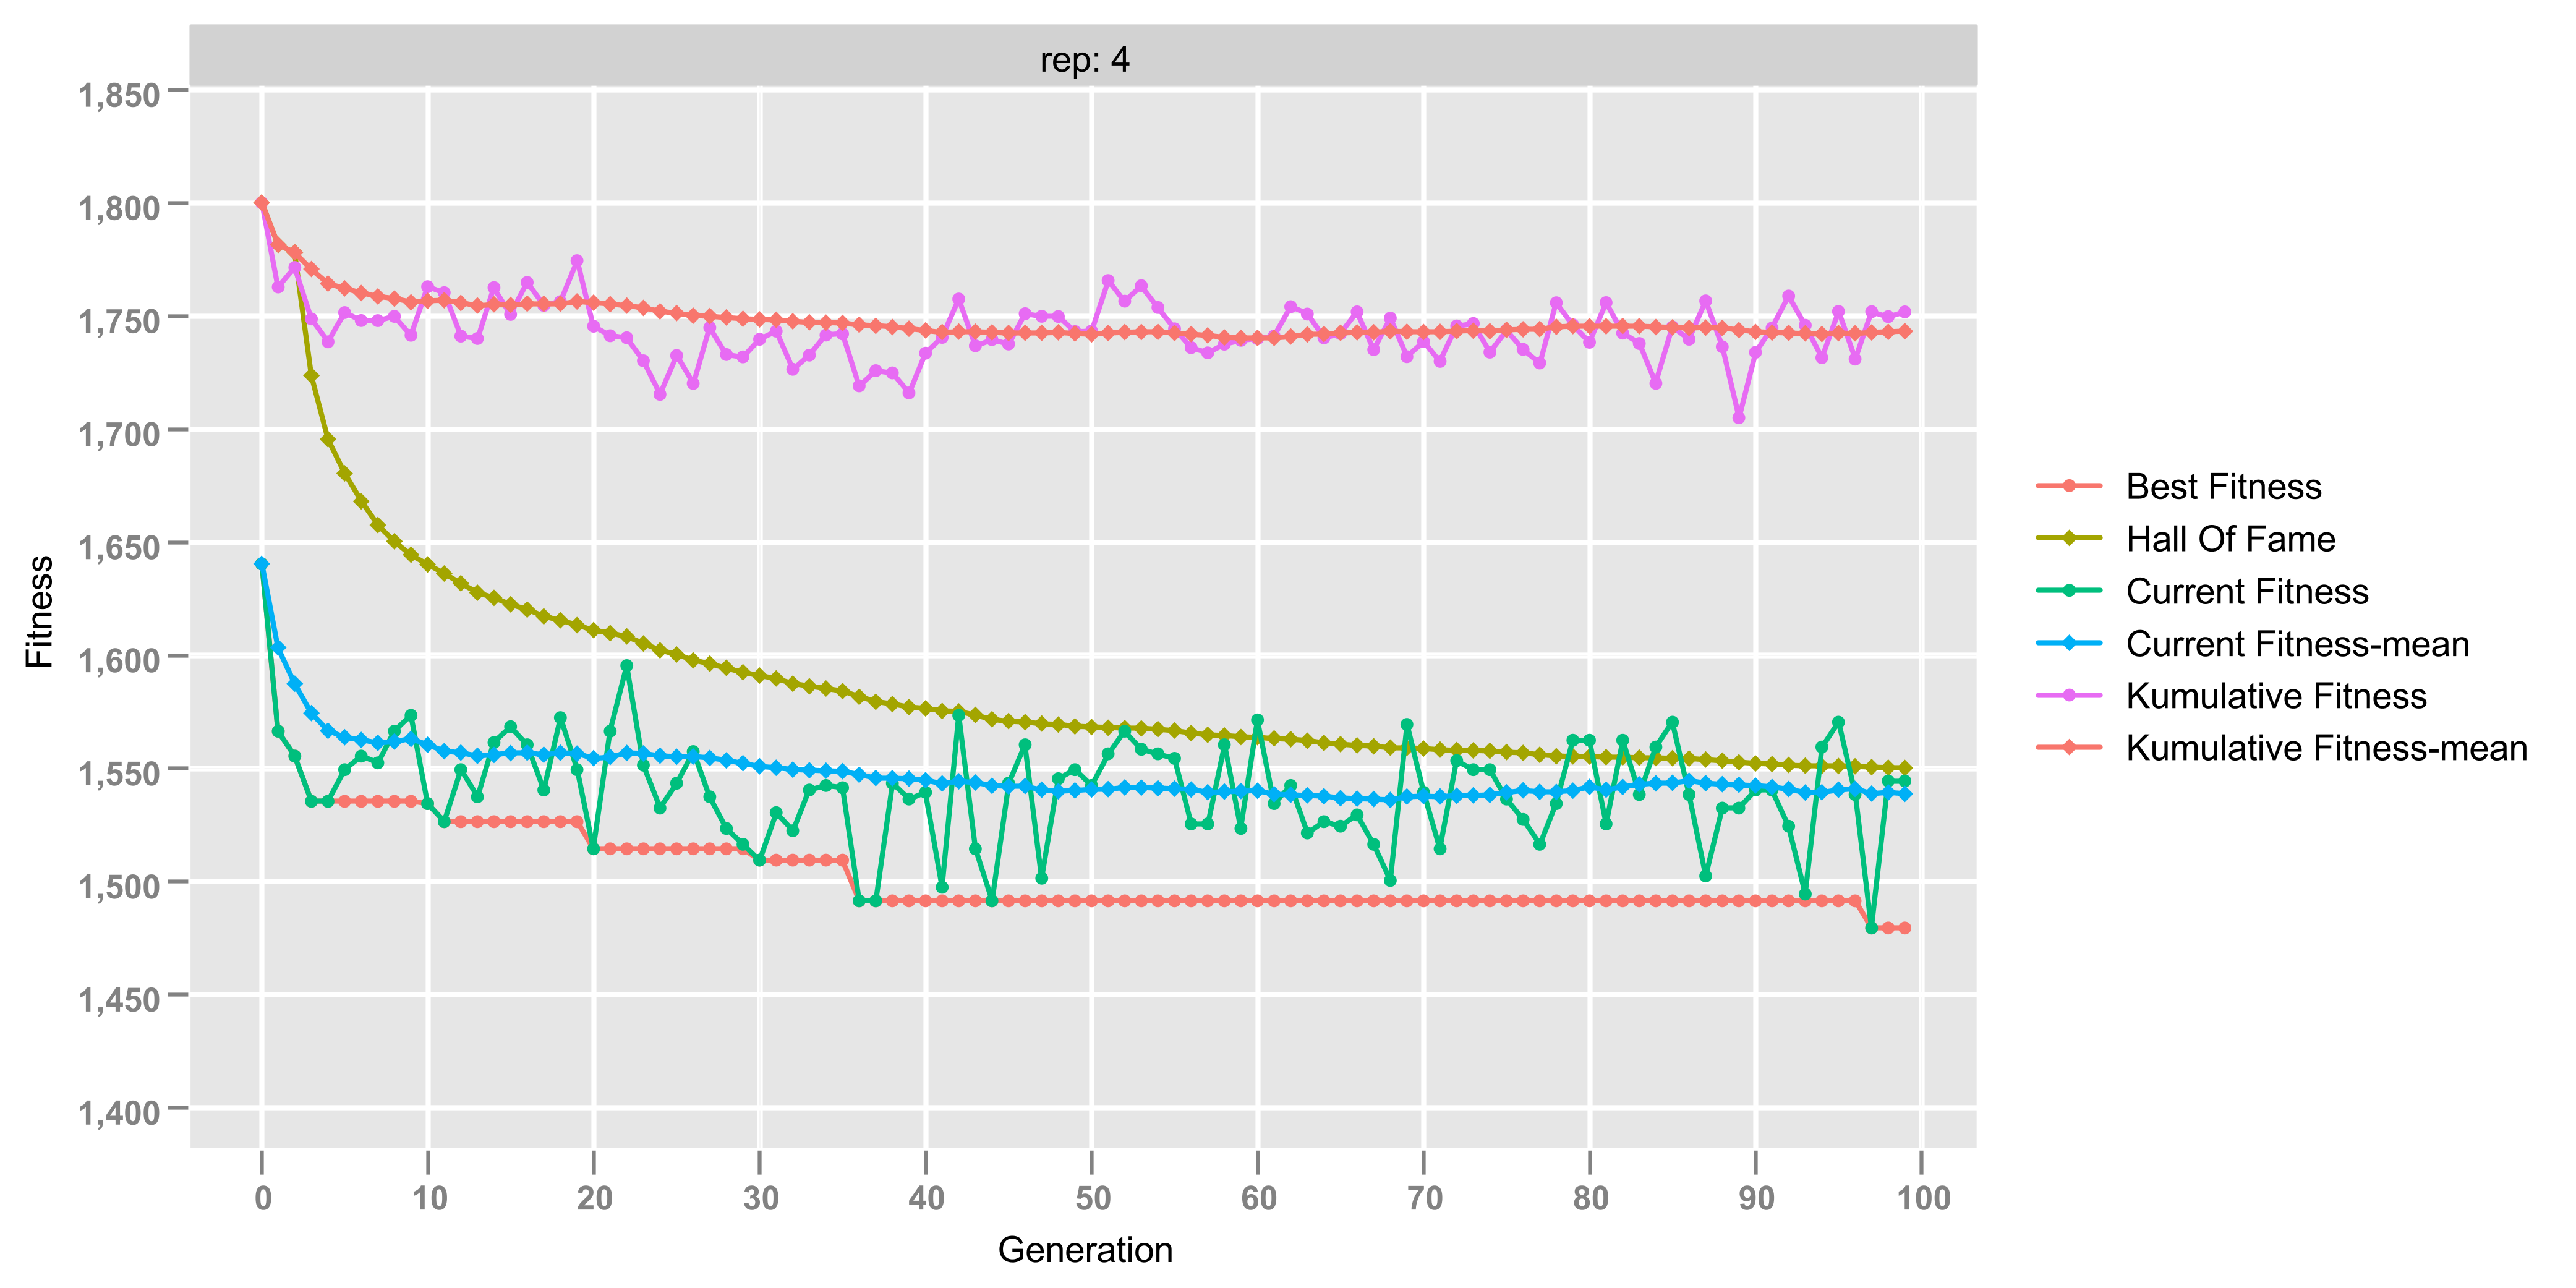 rep: 4
1,850
1,800
1,750
1,700
1,650
1,600
1,550
1,500
1,450
1,400
Fitness
0 10 20 30 40 50 60 70 80 90 100
Generation
Best Fitness
Hall Of Fame
Current Fitness
Current Fitness-mean
Kumulative Fitness
Kumulative Fitness-mean